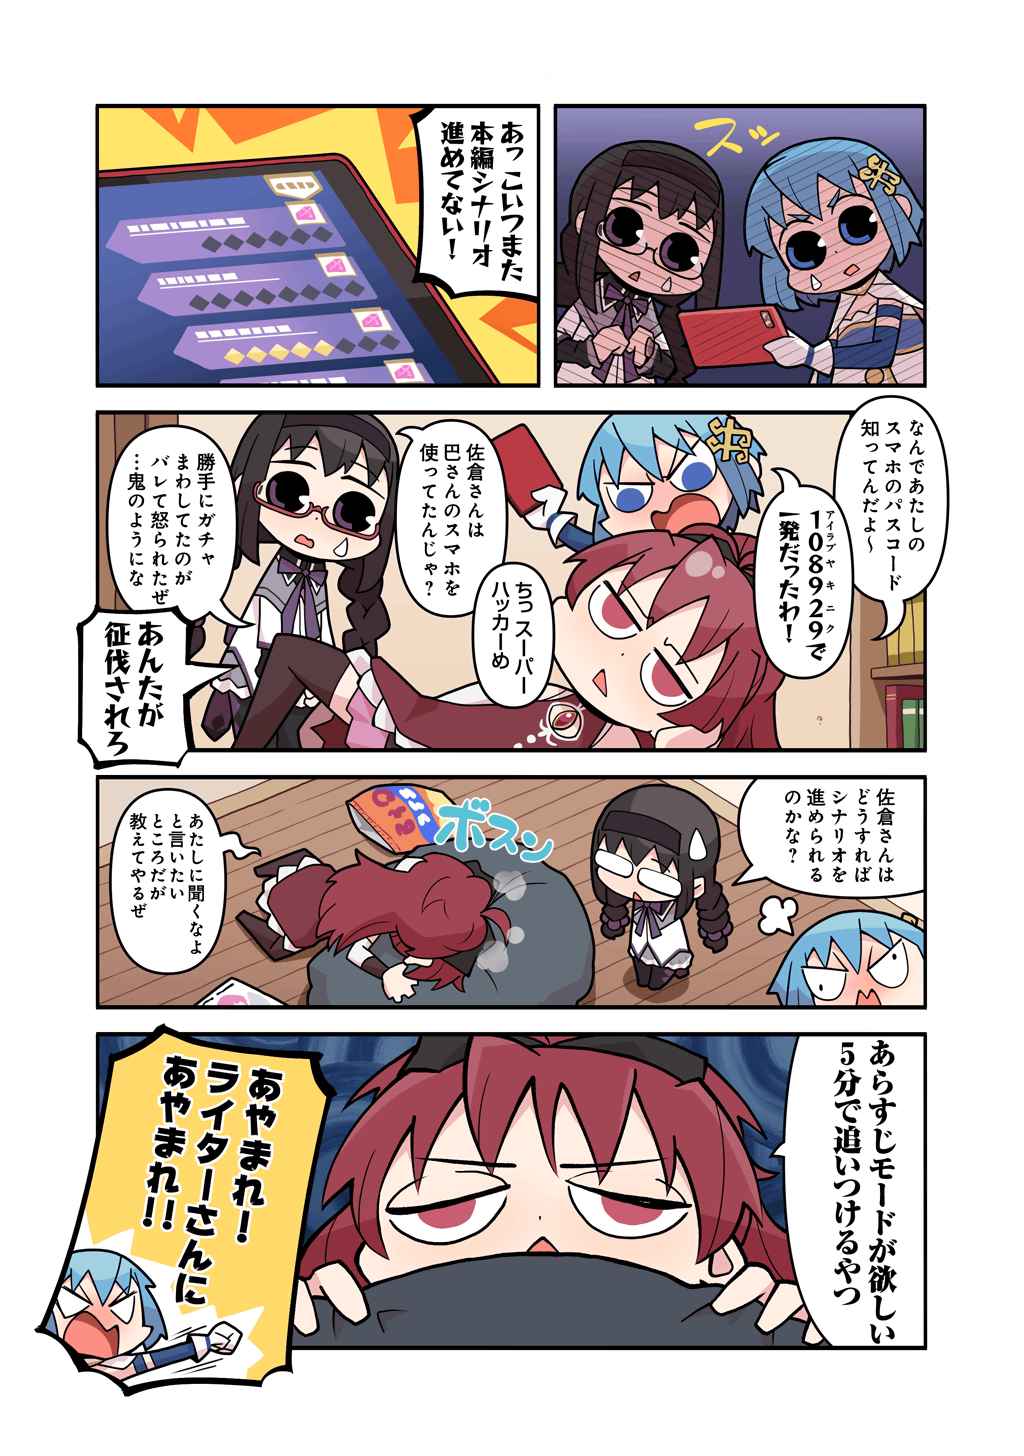 スッ
あっ こいつまた
本編シナリオ
進めてない！
なんであたしの
スマホのパスコード
知ってんだよ～
アイラブヤキニク
108929で
一発だったわ！
佐倉さんは
巴さんのスマホを
使ってたんじゃ？
ちっ スーパー
ハッカーめ
勝手にガチャ
まわしてたのが
バレて怒られたぜ
…鬼のようにな
あんたが
征伐されろ
佐倉さんは
どうすれば
シナリオを
進められる
のかな？
ボスン
あたしに聞くなよ
と言いたい
ところだが
教えてやるぜ
あらすじモードが欲しい
5分で追いつけるやつ
あやまれ！
ライターさんに
あやまれ！！